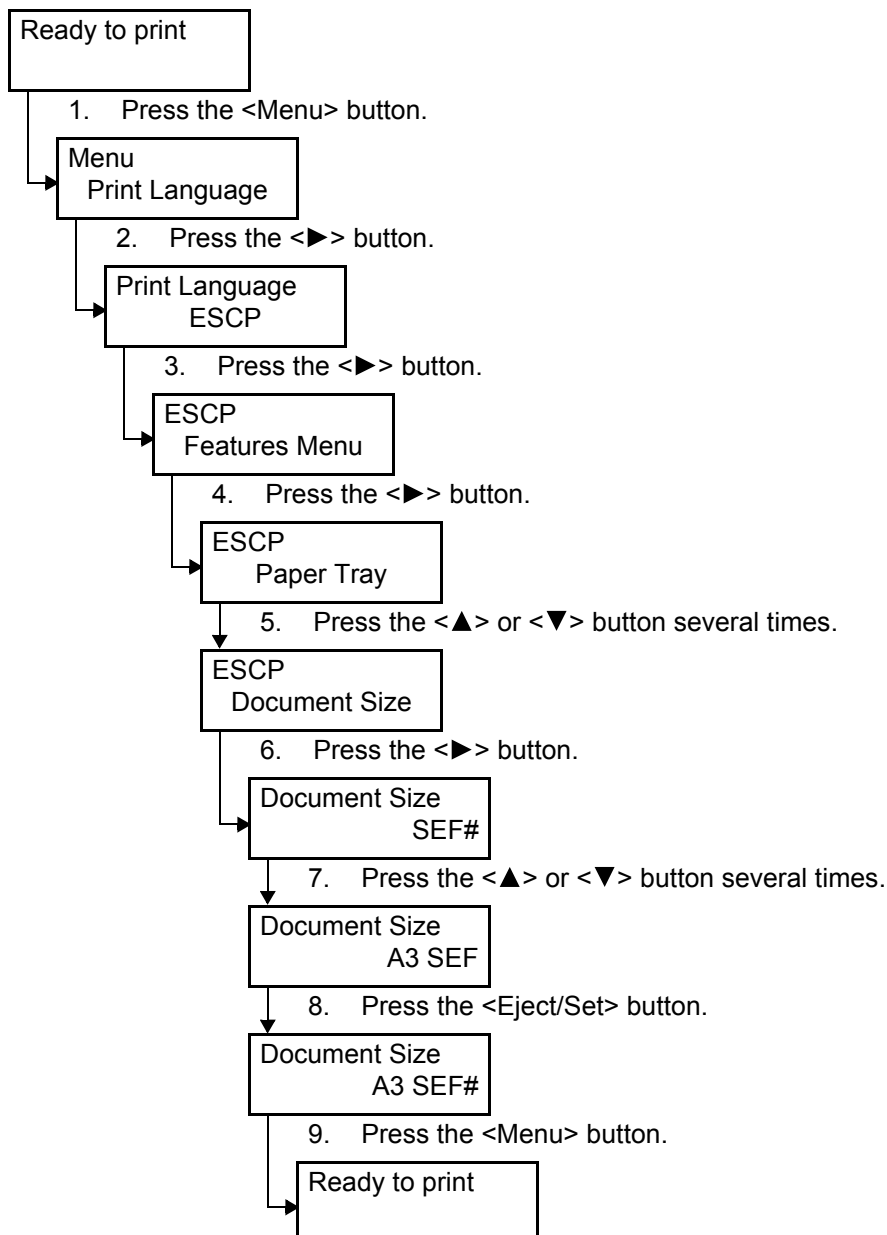 Ready to print
1. Press the <Menu> button.
Menu
Print Language
2. Press the <▶> button.
Print Language
ESCP
3. Press the <▶> button.
ESCP
Features Menu
4. Press the <▶> button.
ESCP
Paper Tray
5. Press the <▲> or <▼> button several times.
ESCP
Document Size
6. Press the <▶> button.
Document Size
SEF#
7. Press the <▲> or <▼> button several times.
Document Size
A3 SEF
8. Press the <Eject/Set> button.
Document Size
A3 SEF#
9. Press the <Menu> button.
Ready to print